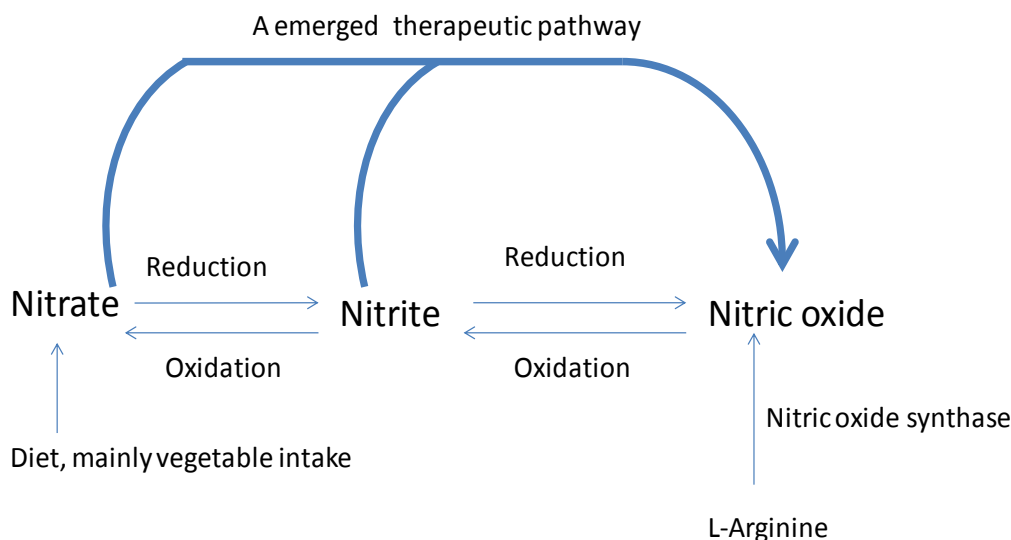 A emerged therapeutic pathway
Reduction
Reduction
Nitrate
Nitrite
Nitric oxide
Oxidation
Oxidation
Nitric oxide synthase
Diet, mainly vegetable intake
L-Arginine